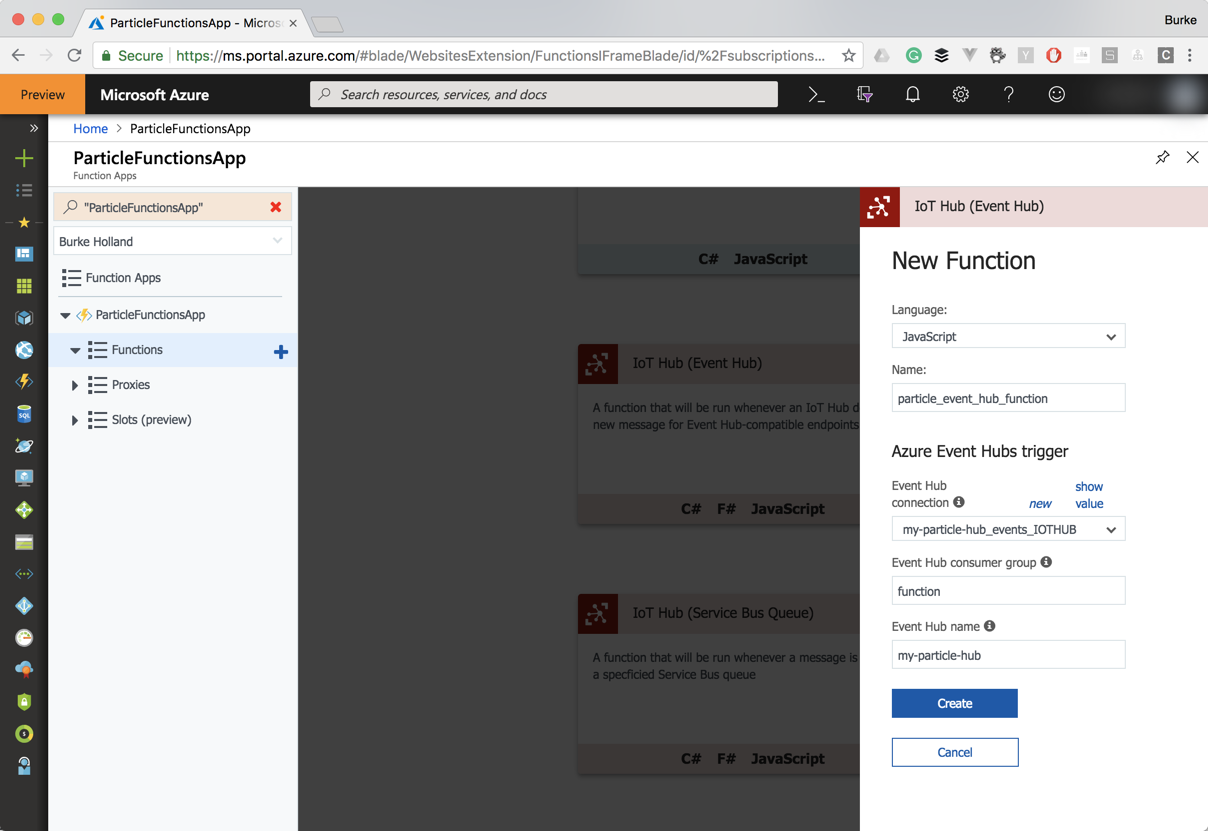 ParticleFunctionsApp - Micros
Burke
Secure
https://ms.portal.azure.com/#blade/WebsitesExtension/FunctionsIFrameBlade/id/%2Fsubscriptions...
Preview
Microsoft Azure
Search resources, services, and docs
Home > ParticleFunctionsApp
ParticleFunctionsApp
Function Apps
"ParticleFunctionsApp"
Burke Holland
Function Apps
ParticleFunctionsApp
Functions
Proxies
Slots (preview)
C# JavaScript
IoT Hub (Event Hub)
A function that will be run whenever an IoT Hub d
new message for Event Hub-compatible endpoints
C# F# JavaScript
IoT Hub (Service Bus Queue)
A function that will be run whenever a message is
a specficied Service Bus queue
C# F# JavaScript
IoT Hub (Event Hub)
New Function
Language:
JavaScript
Name:
particle_event_hub_function
Azure Event Hubs trigger
Event Hub
connection
new
show
value
my-particle-hub_events_IOTHUB
Event Hub consumer group
function
Event Hub name
my-particle-hub
Create
Cancel